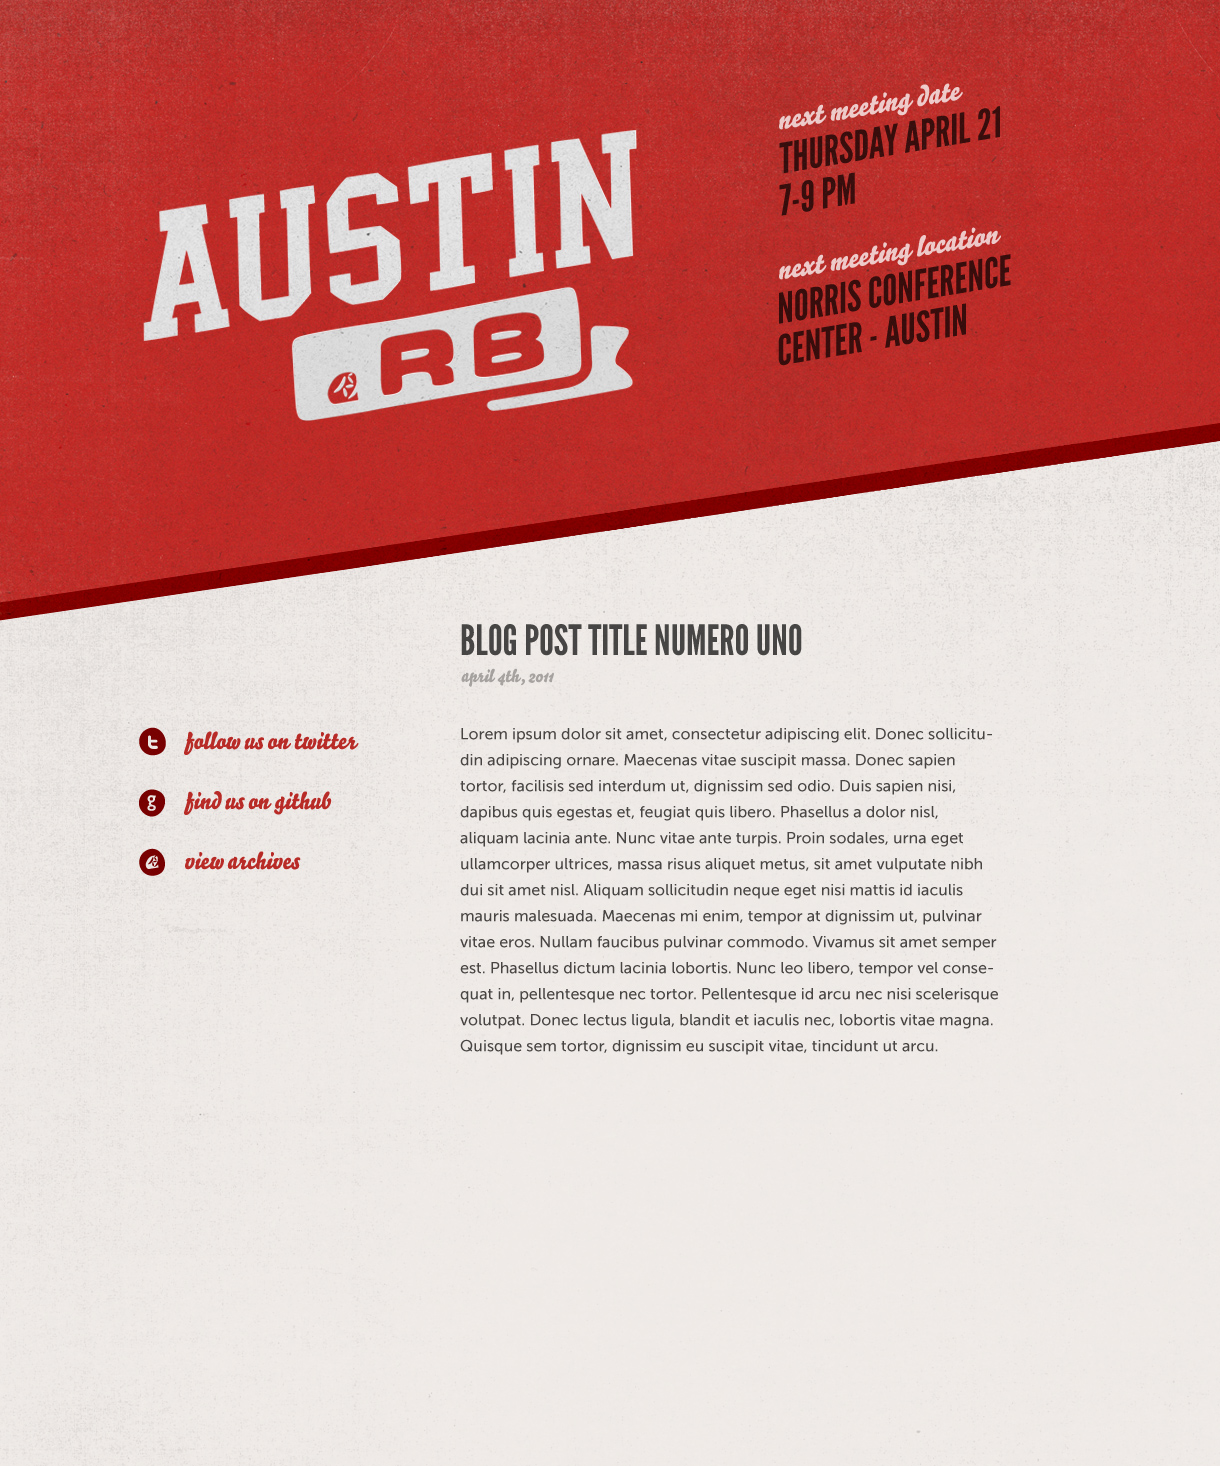 AUSTIN
RB
next meeting date
THURSDAY APRIL 21
7-9 PM
next meeting location
NORRIS CONFERENCE
CENTER - AUSTIN
BLOG POST TITLE NUMERO UNO
april 4th, 2011
t follow us on twitter
g find us on github
view archives
Lorem ipsum dolor sit amet, consectetur adipiscing elit. Donec sollicitu-
din adipiscing ornare. Maecenas vitae suscipit massa. Donec sapien
tortor, facilisis sed interdum ut, dignissim sed odio. Duis sapien nisi,
dapibus quis egestas et, feugiat quis libero. Phasellus a dolor nisl,
aliquam lacinia ante. Nunc vitae ante turpis. Proin sodales, urna eget
ullamcorper ultrices, massa risus aliquet metus, sit amet vulputate nibh
dui sit amet nisl. Aliquam sollicitudin neque eget nisi mattis id iaculis
mauris malesuada. Maecenas mi enim, tempor at dignissim ut, pulvinar
vitae eros. Nullam faucibus pulvinar commodo. Vivamus sit amet semper
est. Phasellus dictum lacinia lobortis. Nunc leo libero, tempor vel conse-
quat in, pellentesque nec tortor. Pellentesque id arcu nec nisi scelerisque
volutpat. Donec lectus ligula, blandit et iaculis nec, lobortis vitae magna.
Quisque sem tortor, dignissim eu suscipit vitae, tincidunt ut arcu.